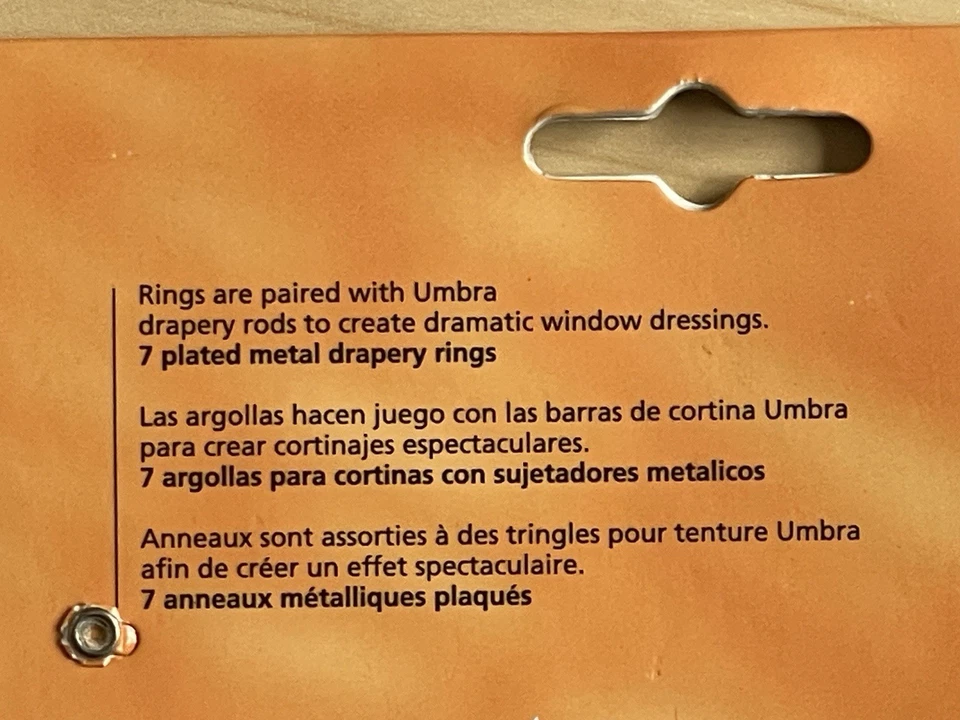 Rings are paired with Umbra
drapery rods to create dramatic window dressings.
7 plated metal drapery rings
Las argollas hacen juego con las barras de cortina Umbra
para crear cortinajes espectaculares.
7 argollas para cortinas con sujetadores metalicos
Anneaux sont assorties à des tringles pour tenture Umbra
afin de créer un effet spectaculaire.
7 anneaux métalliques plaqués